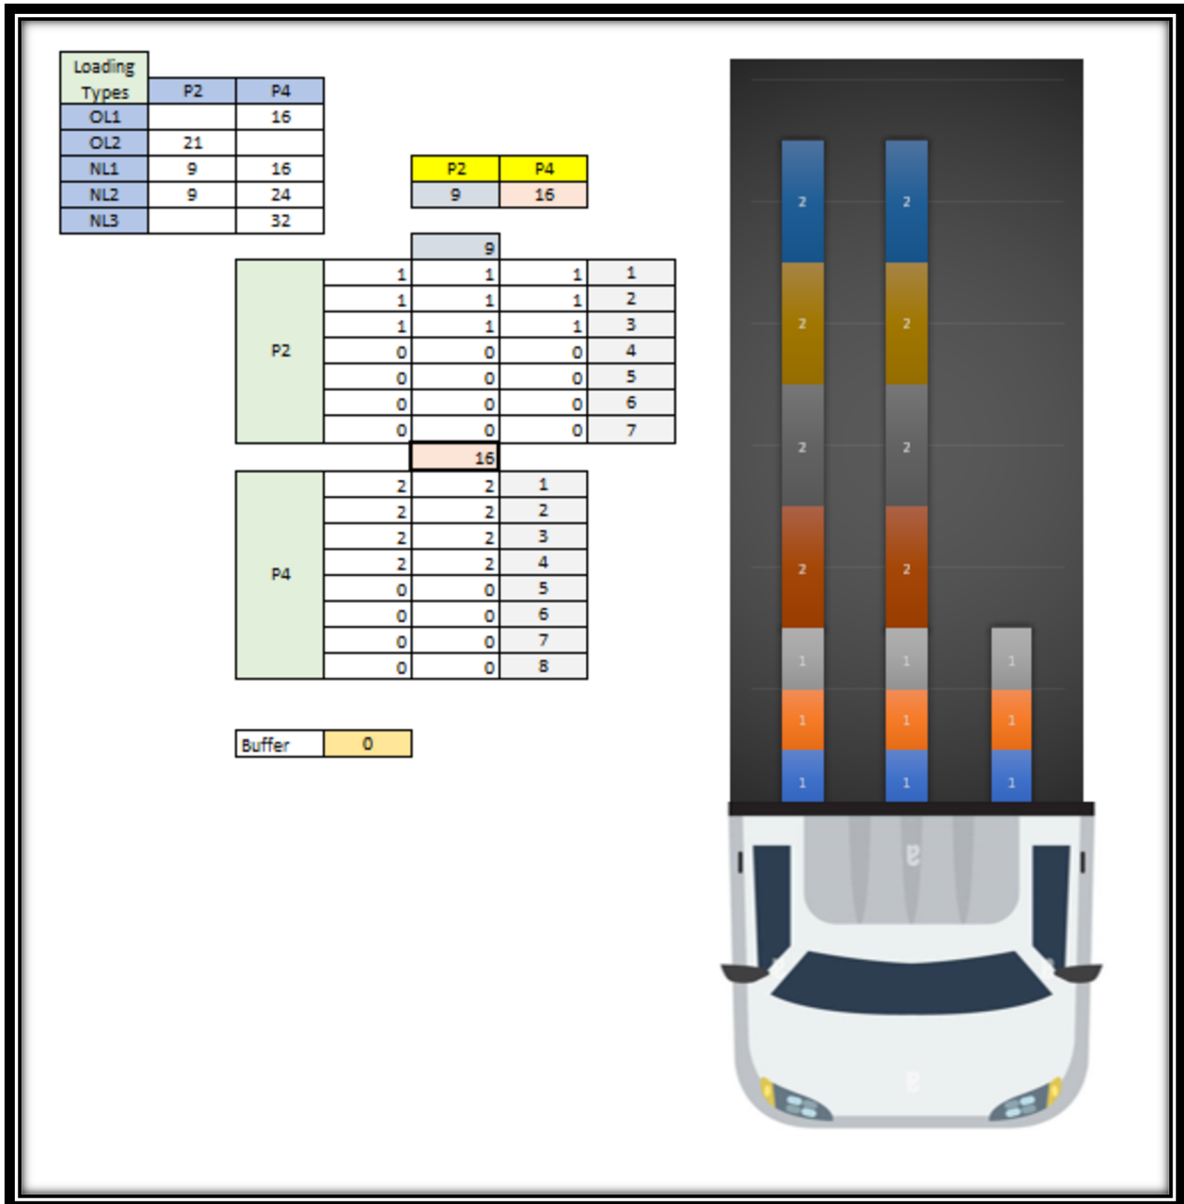 Loading
Types P2 P4
OL1 16
OL2 21
NL1 9 16
NL2 9 24
NL3 32
P2 P4
9 16
9
1 1 1 1
1 1 1 2
1 1 1 3
P2
0 0 0 4
0 0 0 5
0 0 0 6
0 0 0 7
16
2 2 1
2 2 2
2 2 3
2 2 4
P4
0 0 5
0 0 6
0 0 7
0 0 8
Buffer 0
2 2
2 2
2 2
2 2
1 1 1
1 1 1
1 1 1